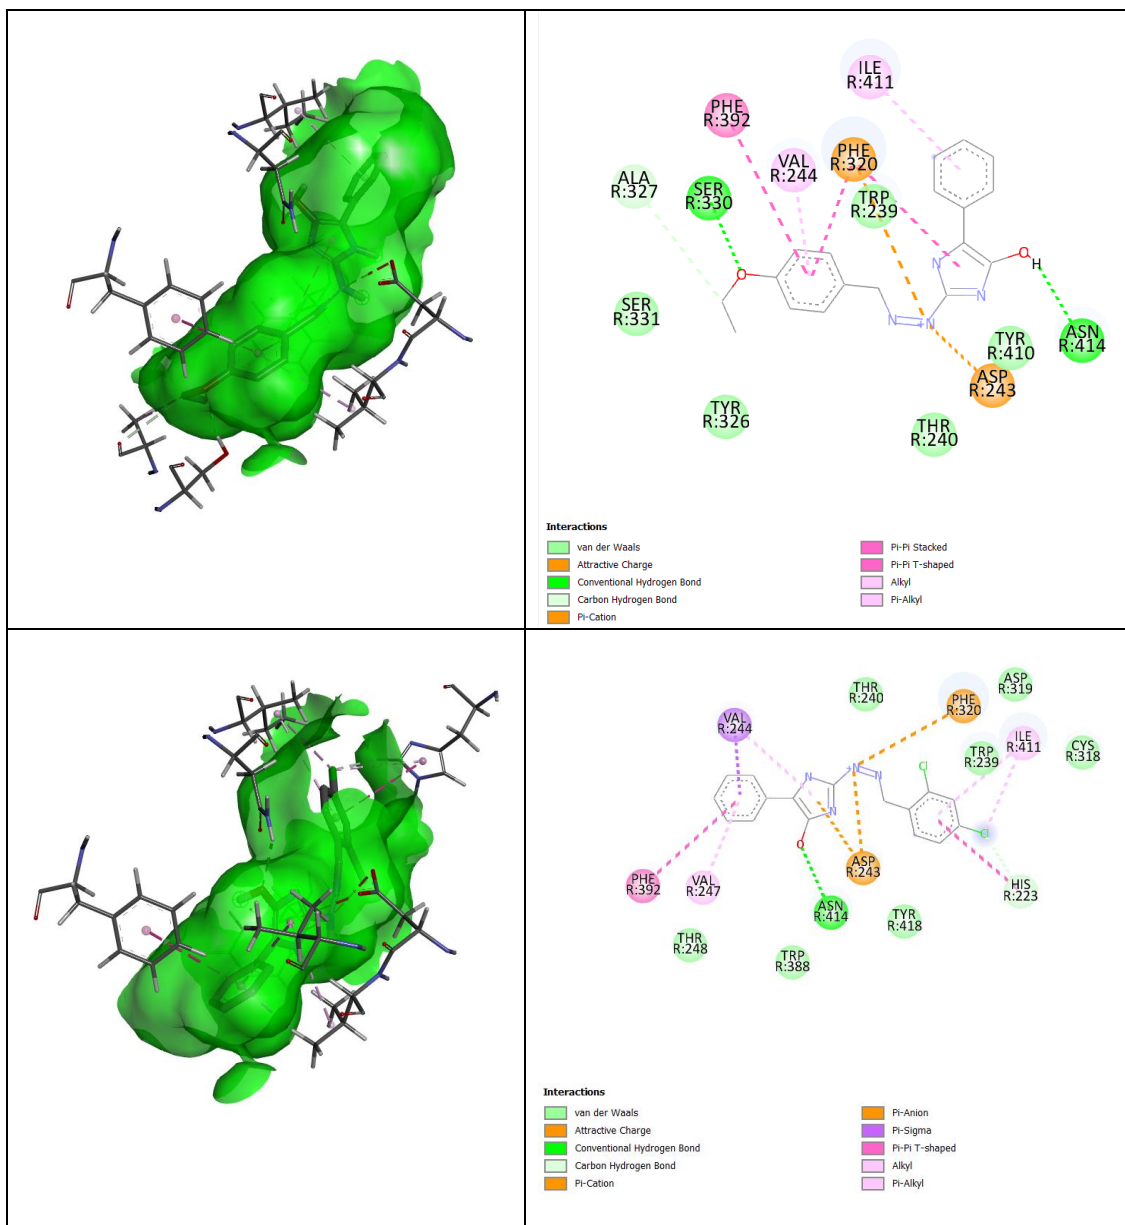 ILE
R:411
PHE
R:392
PHE
R:320
VAL
R:244
ALA
R:327
SER
R:330
TRP
R:239
O
H
N
N
O
N
N
+
SER
R:331
TYR
R:410
ASN
R:414
ASP
R:243
TYR
R:326
THR
R:240
Interactions
van der Waals
Attractive Charge
Conventional Hydrogen Bond
Carbon Hydrogen Bond
Pi-Cation
Pi-Pi Stacked
Pi-Pi T-shaped
Alkyl
Pi-Alkyl
THR
R:240
ASP
R:319
PHE
R:320
VAL
R:244
ILE
R:411
TRP
R:239
CYS
R:318
N
+N
N
Cl
N
Cl
O
PHE
R:392
VAL
R:247
ASP
R:243
HIS
R:223
ASN
R:414
TYR
R:418
THR
R:248
TRP
R:388
Interactions
van der Waals
Attractive Charge
Conventional Hydrogen Bond
Carbon Hydrogen Bond
Pi-Cation
Pi-Anion
Pi-Sigma
Pi-Pi T-shaped
Alkyl
Pi-Alkyl